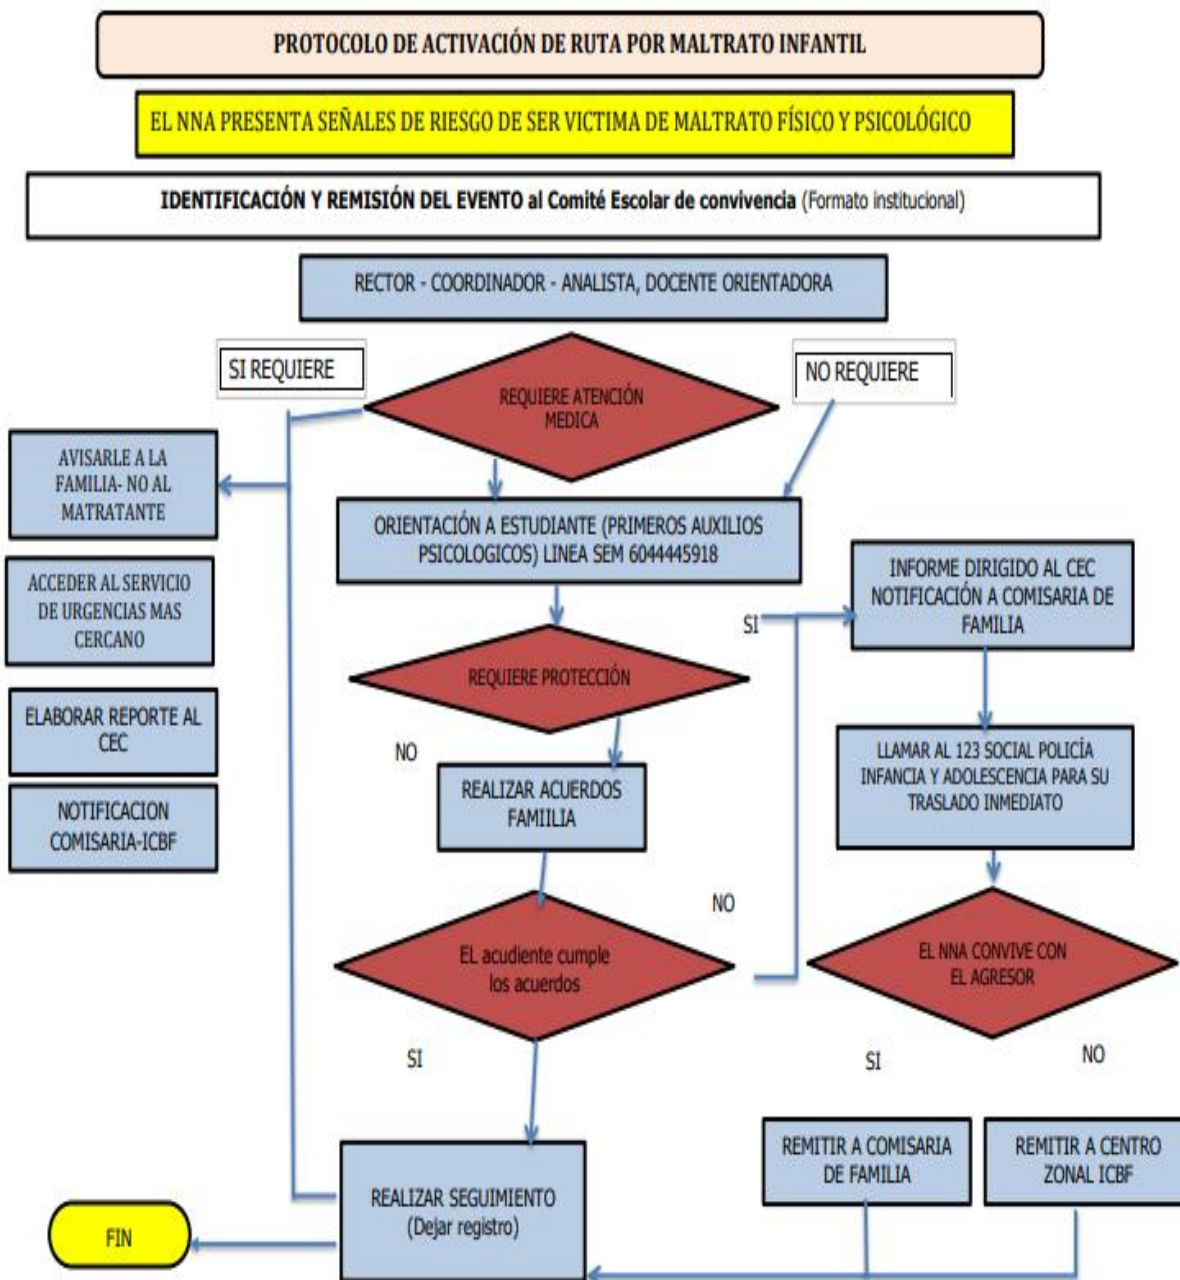 PROTOCOLO DE ACTIVACIÓN DE RUTA POR MALTRATO INFANTIL
EL NNA PRESENTA SEÑALES DE RIESGO DE SER VICTIMA DE MALTRATO FÍSICO Y PSICOLÓGICO
IDENTIFICACIÓN Y REMISIÓN DEL EVENTO al Comité Escolar de convivencia (Formato institucional)
RECTOR - COORDINADOR - ANALISTA, DOCENTE ORIENTADORA
SI REQUIERE
REQUIERE ATENCIÓN
MEDICA
NO REQUIERE
AVISARLE A LA
FAMILIA- NO AL
MATRATANTE
ACCEDER AL SERVICIO
DE URGENCIAS MAS
CERCANO
ELABORAR REPORTE AL
CEC
NOTIFICACION
COMISARIA-ICBF
ORIENTACIÓN A ESTUDIANTE (PRIMEROS AUXILIOS
PSICOLOGICOS) LINEA SEM 6044445918
REQUIERE PROTECCIÓN
SI
INFORME DIRIGIDO AL CEC
NOTIFICACIÓN A COMISARIA DE
FAMILIA
NO
REALIZAR ACUERDOS
FAMIILIA
LLAMAR AL 123 SOCIAL POLICÍA
INFANCIA Y ADOLESCENCIA PARA SU
TRASLADO INMEDIATO
EL acudiente cumple
los acuerdos
NO
EL NNA CONVIVE CON
EL AGRESOR
SI
SI
NO
REALIZAR SEGUIMIENTO
(Dejar registro)
REMITIR A COMISARIA
DE FAMILIA
REMITIR A CENTRO
ZONAL ICBF
FIN